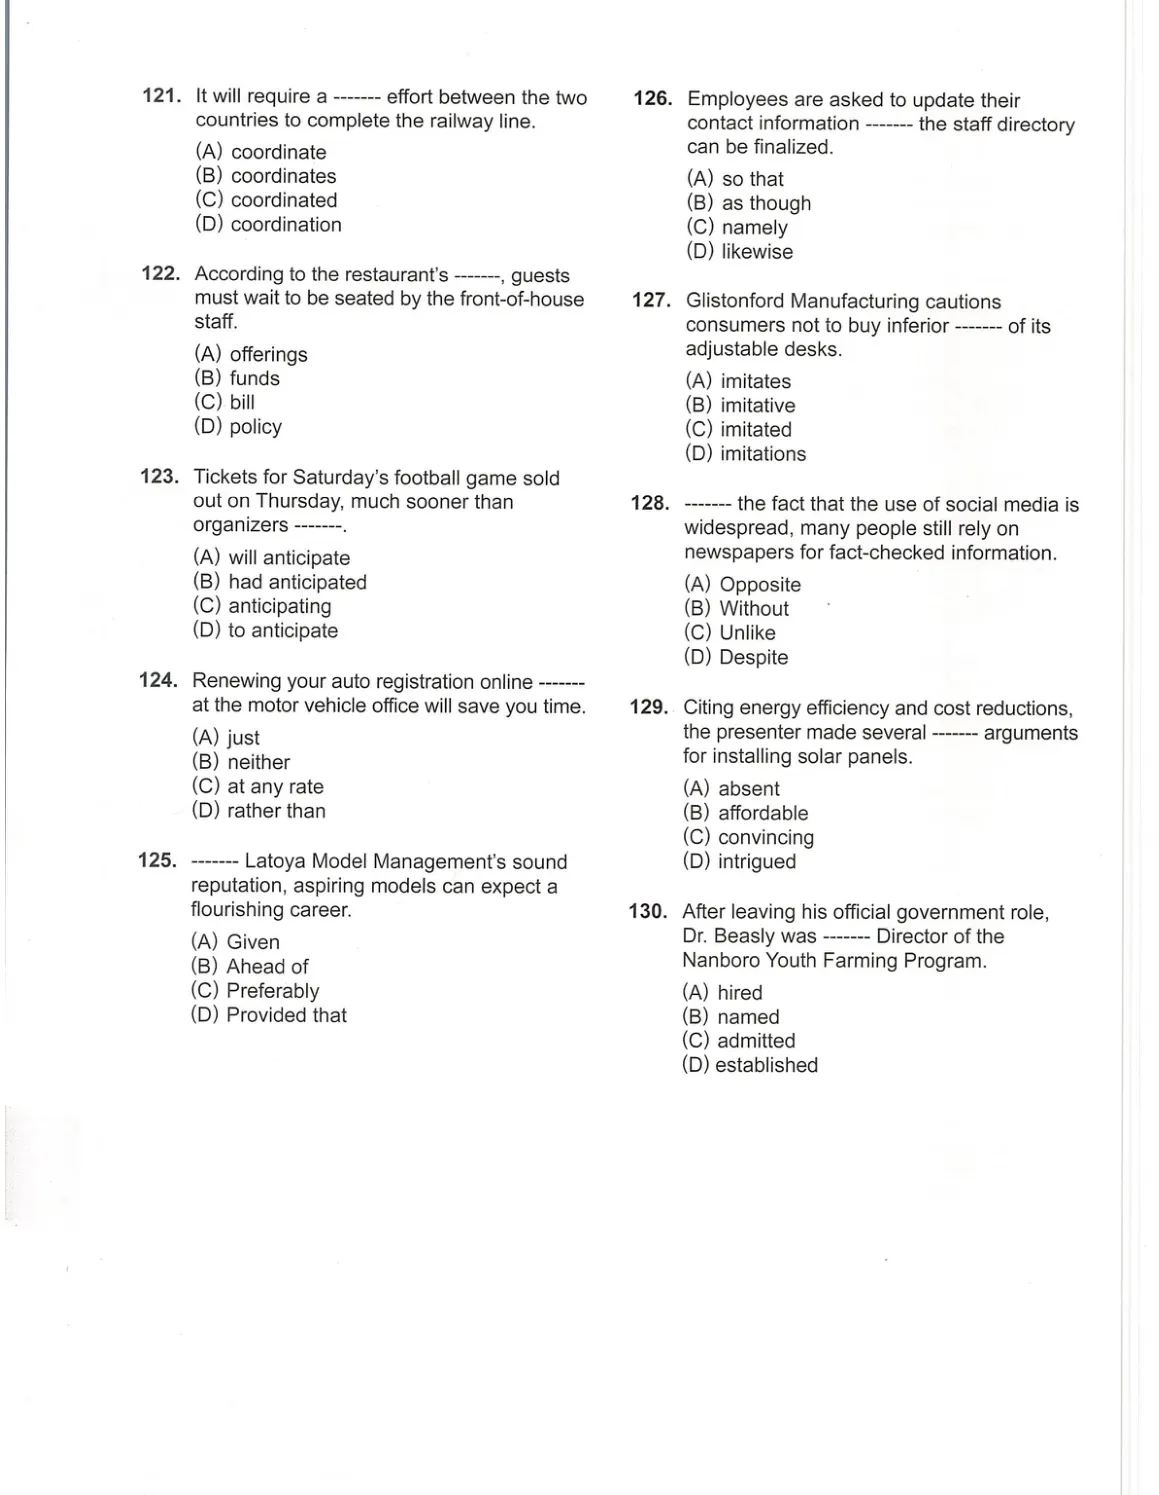 121. It will require a ------- effort between the two
countries to complete the railway line.
(A) coordinate
(B) coordinates
(C) coordinated
(D) coordination
122. According to the restaurant's -------, guests
must wait to be seated by the front-of-house
staff.
(A) offerings
(B) funds
(C) bill
(D) policy
123. Tickets for Saturday's football game sold
out on Thursday, much sooner than
organizers -------.
(A) will anticipate
(B) had anticipated
(C) anticipating
(D) to anticipate
124. Renewing your auto registration online -------
at the motor vehicle office will save you time.
(A) just
(B) neither
(C) at any rate
(D) rather than
125. ------- Latoya Model Management's sound
reputation, aspiring models can expect a
flourishing career.
(A) Given
(B) Ahead of
(C) Preferably
(D) Provided that
126. Employees are asked to update their
contact information ------- the staff directory
can be finalized.
(A) so that
(B) as though
(C) namely
(D) likewise
127. Glistonford Manufacturing cautions
consumers not to buy inferior ------- of its
adjustable desks.
(A) imitates
(B) imitative
(C) imitated
(D) imitations
128. ------- the fact that the use of social media is
widespread, many people still rely on
newspapers for fact-checked information.
(A) Opposite
(B) Without
(C) Unlike
(D) Despite
129. Citing energy efficiency and cost reductions,
the presenter made several ------- arguments
for installing solar panels.
(A) absent
(B) affordable
(C) convincing
(D) intrigued
130. After leaving his official government role,
Dr. Beasly was ------- Director of the
Nanboro Youth Farming Program.
(A) hired
(B) named
(C) admitted
(D) established